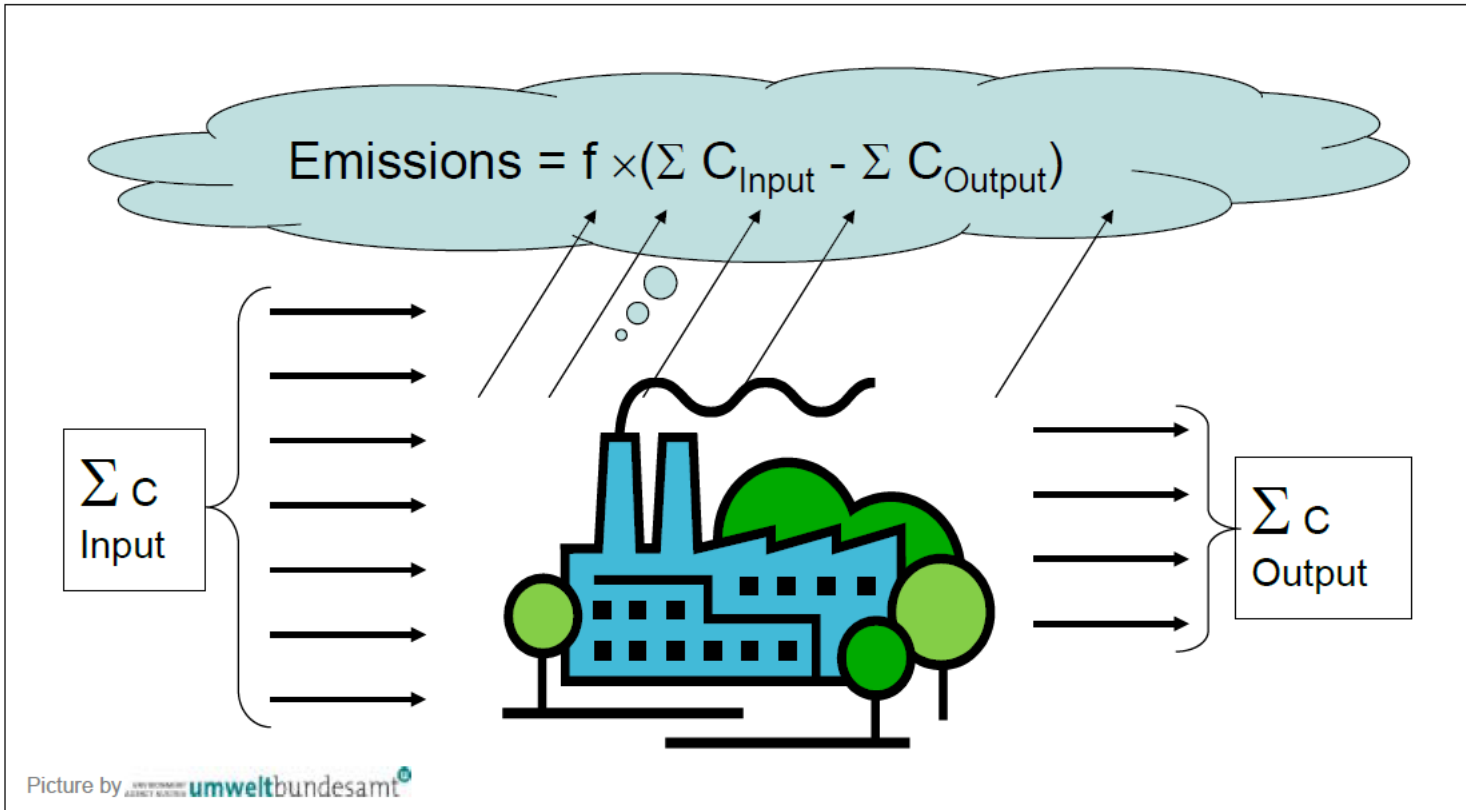 Emissions = f ×(Σ C_Input - Σ C_Output)
Σ C
Input
Σ C
Output
Picture by umweltbundesamt